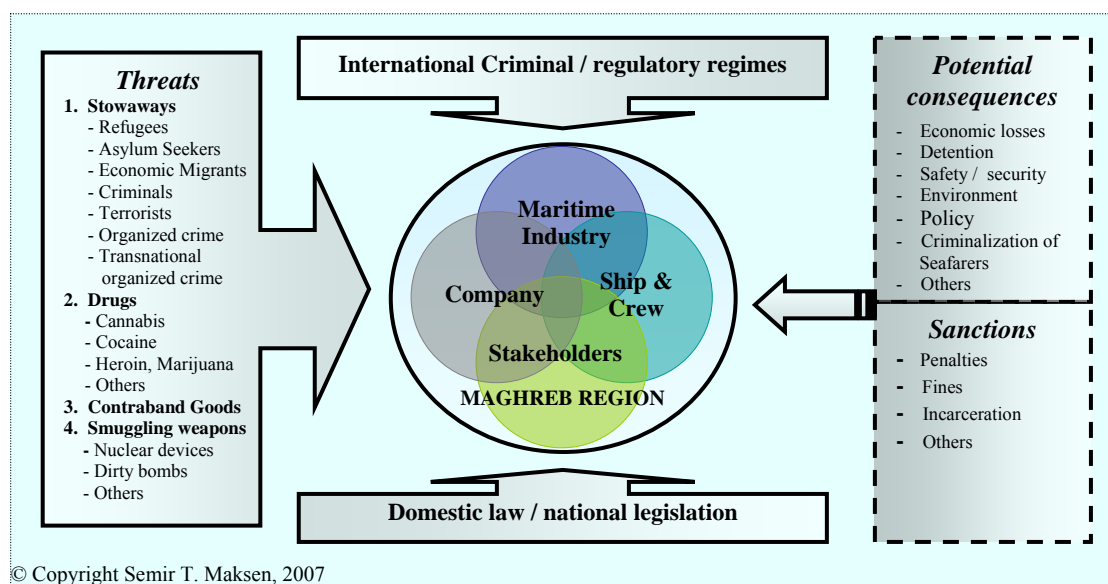 Threats
1. Stowaways
- Refugees
- Asylum Seekers
- Economic Migrants
- Criminals
- Terrorists
- Organized crime
- Transnational
organized crime
2. Drugs
- Cannabis
- Cocaine
- Heroin, Marijuana
- Others
3. Contraband Goods
4. Smuggling weapons
- Nuclear devices
- Dirty bombs
- Others
International Criminal / regulatory regimes
Maritime
Industry
Company
Ship &
Crew
Stakeholders
MAGHREB REGION
Domestic law / national legislation
Potential
consequences
- Economic losses
- Detention
- Safety / security
- Environment
- Policy
- Criminalization of
Seafarers
- Others
Sanctions
- Penalties
- Fines
- Incarceration
- Others
© Copyright Semir T. Maksen, 2007